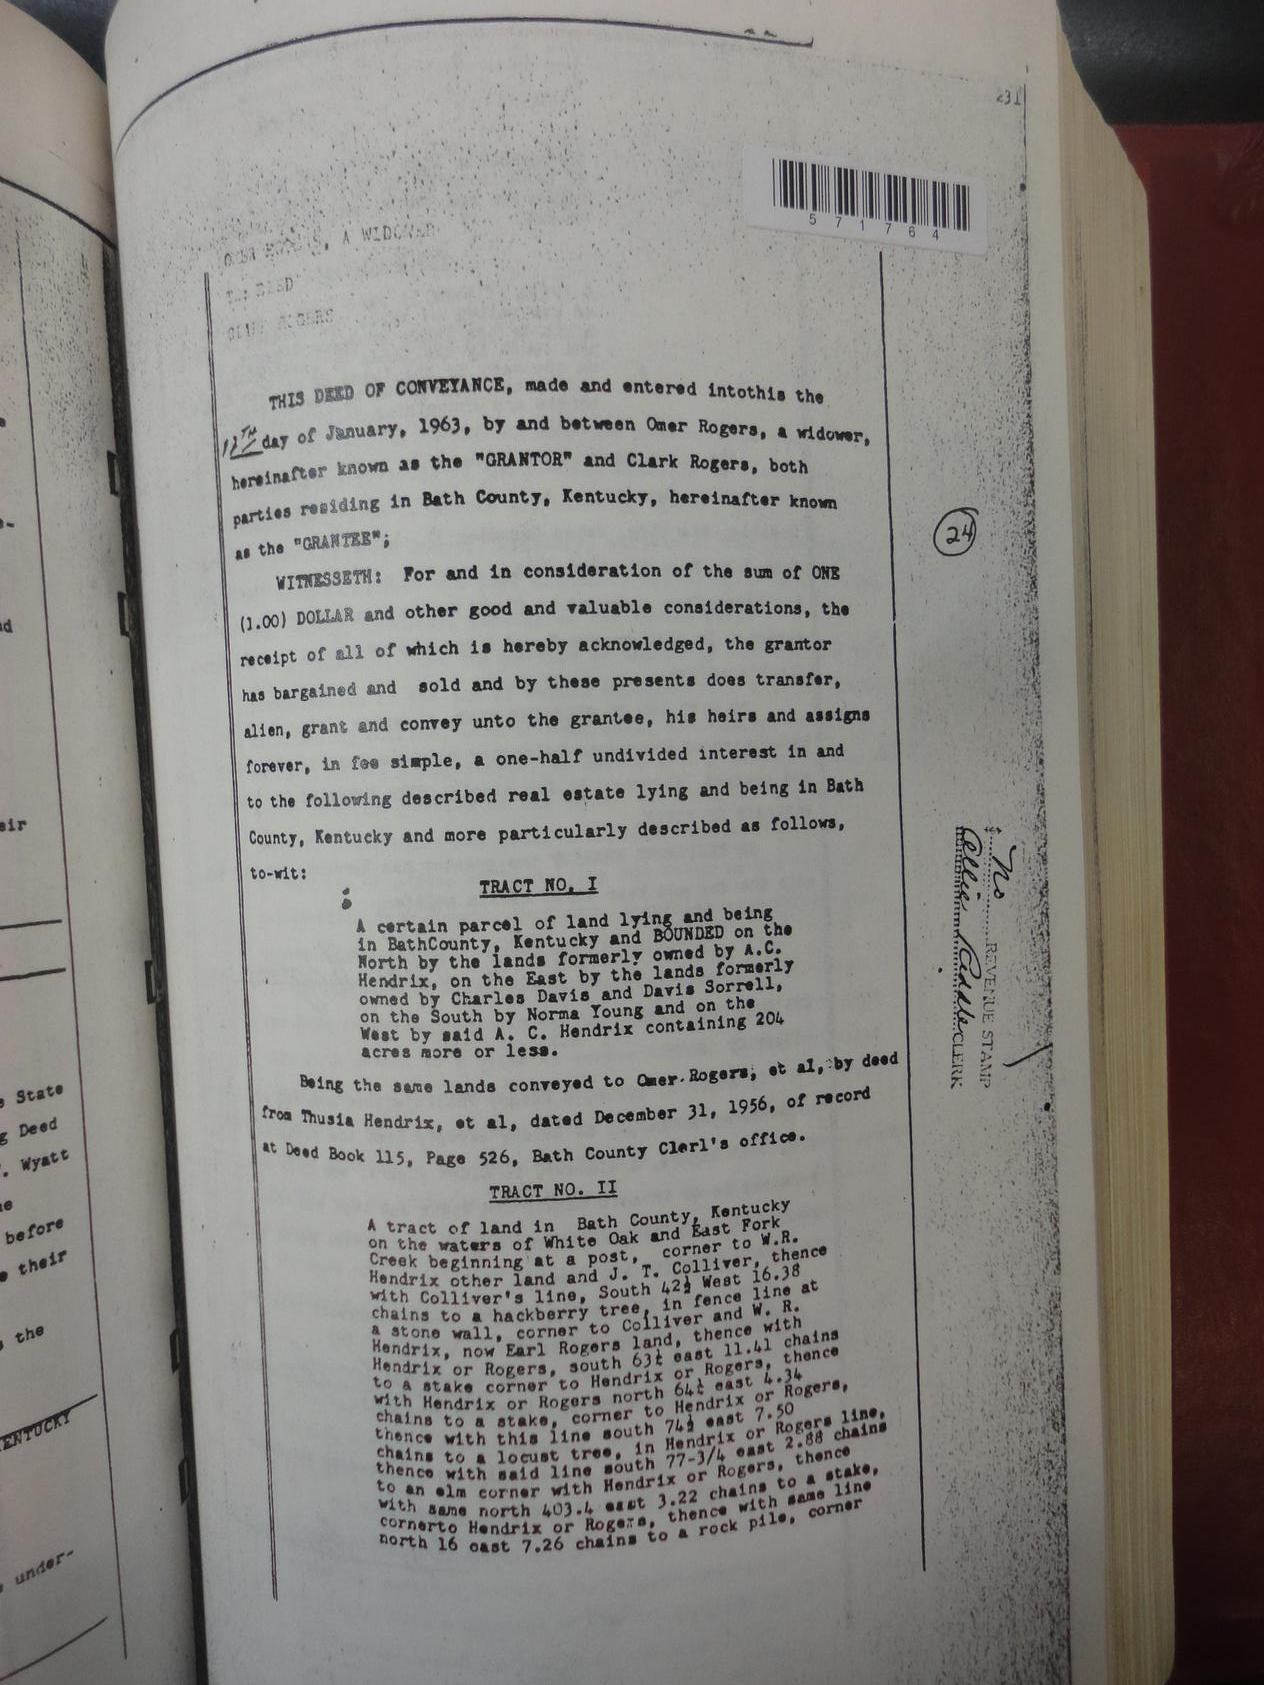 231
571764
OMER ROGERS, A WIDOWER
TO: DEED
CLARK ROGERS
THIS DEED OF CONVEYANCE, made and entered intothis the
day of January, 1963, by and between Omer Rogers, a widower,
hereinafter known as the "GRANTOR" and Clark Rogers, both
parties residing in Bath County, Kentucky, hereinafter known
as the "GRANTEE";
WITNESSETH: For and in consideration of the sum of ONE
(1.00) DOLLAR and other good and valuable considerations, the
receipt of all of which is hereby acknowledged, the grantor
has bargained and sold and by these presents does transfer,
alien, grant and convey unto the grantee, his heirs and assigns
forever, in fee simple, a one-half undivided interest in and
to the following described real estate lying and being in Bath
County, Kentucky and more particularly described as follows,
to-wit:
TRACT NO. I
A certain parcel of land lying and being
in BathCounty, Kentucky and BOUNDED on the
North by the lands formerly owned by A.C.
Hendrix, on the East by the lands formerly
owned by Charles Davis and Davis Sorrell,
on the South by Norma Young and on the
West by said A. C. Hendrix containing 204
acres more or less.
Being the same lands conveyed to Omer Rogers, et al, by deed
from Thusia Hendrix, et al, dated December 31, 1956, of record
at Deed Book 115, Page 526, Bath County Clerl's office.
TRACT NO. II
A tract of land in Bath County, Kentucky
on the waters of White Oak and East Fork
Creek beginning at a post, corner to W.R.
Hendrix other land and J. T. Colliver, thence
with Colliver's line, South 42½ West 16.38
chains to a hackberry tree, in fence line at
a stone wall, corner to Colliver and W. R.
Hendrix, now Earl Rogers land, thence with
Hendrix or Rogers, south 63¼ east 11.41 chains
to a stake corner to Hendrix or Rogers, thence
with Hendrix or Rogers north 64¼ east 4.34
chains to a stake, corner to Hendrix or Rogers,
thence with this line south 74½ east 7.50
chains to a locust tree, in Hendrix or Rogers line,
thence with said line south 77-3/4 east 2.88 chains
to an elm corner with Hendrix or Rogers, thence
with same north 403.4 east 3.22 chains to a stake,
cornerto Hendrix or Rogers, thence with same line
north 16 east 7.26 chains to a rock pile, corner
24
$ No REVENUE STAMP
CLERK
eir
State
Deed
Wyatt
before
their
the
under-